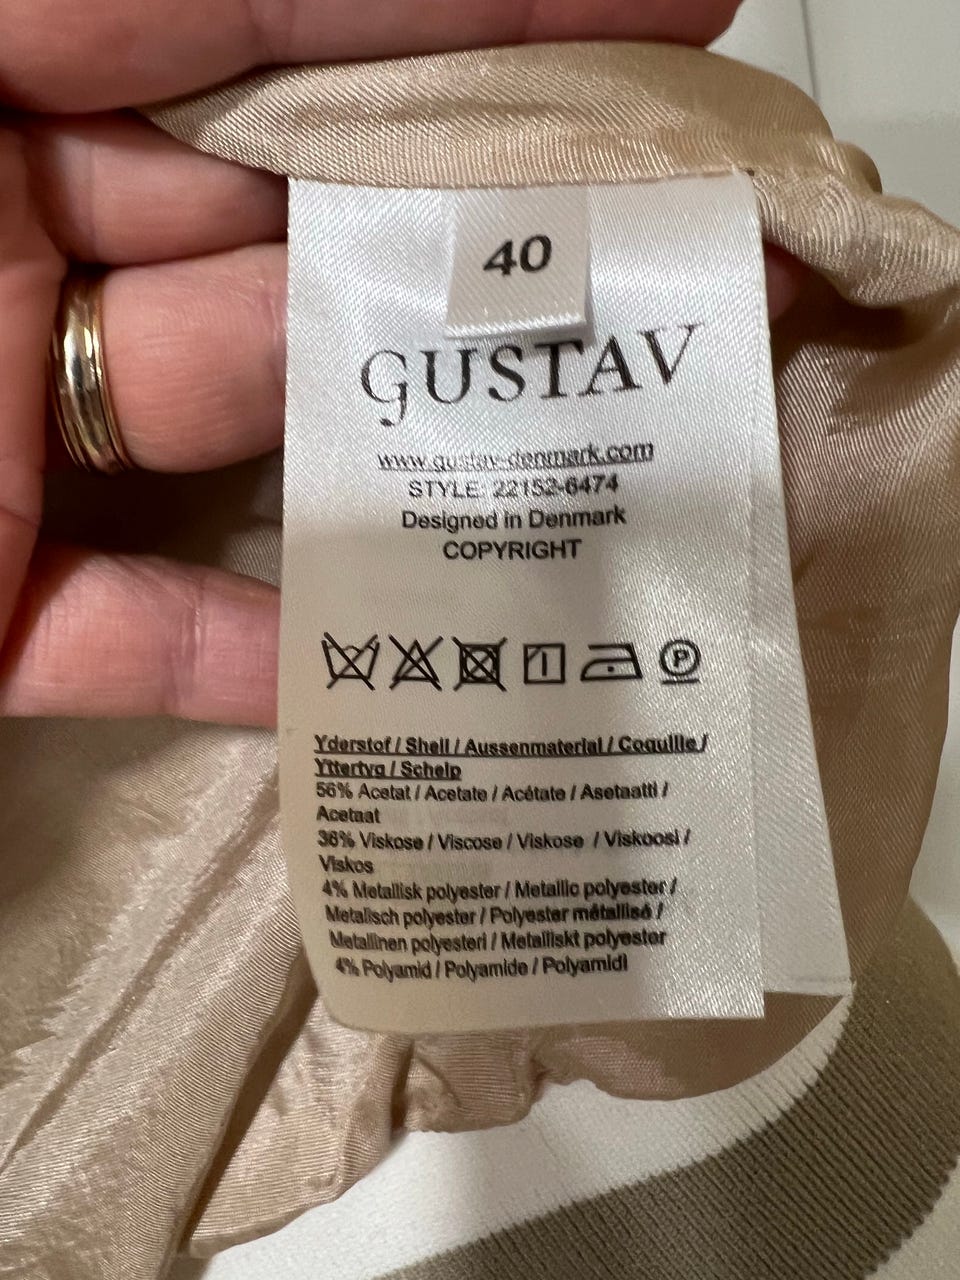 40
GUSTAV
www.gustav-denmark.com
STYLE: 22152-6474
Designed in Denmark
COPYRIGHT
P
Yderstof / Shell / Aussenmaterial / Coquille /
Yttertyg / Schelp
56% Acetat / Acetate / Acétate / Asetaatti /
Acetaat
36% Viskose / Viscose / Viskose / Viskoosi /
Viskos
4% Metallisk polyester / Metallic polyester /
Metalisch polyester / Polyester métallisé /
Metallinen polyesteri / Metalliskt polyester
4% Polyamid / Polyamide / Polyamidi